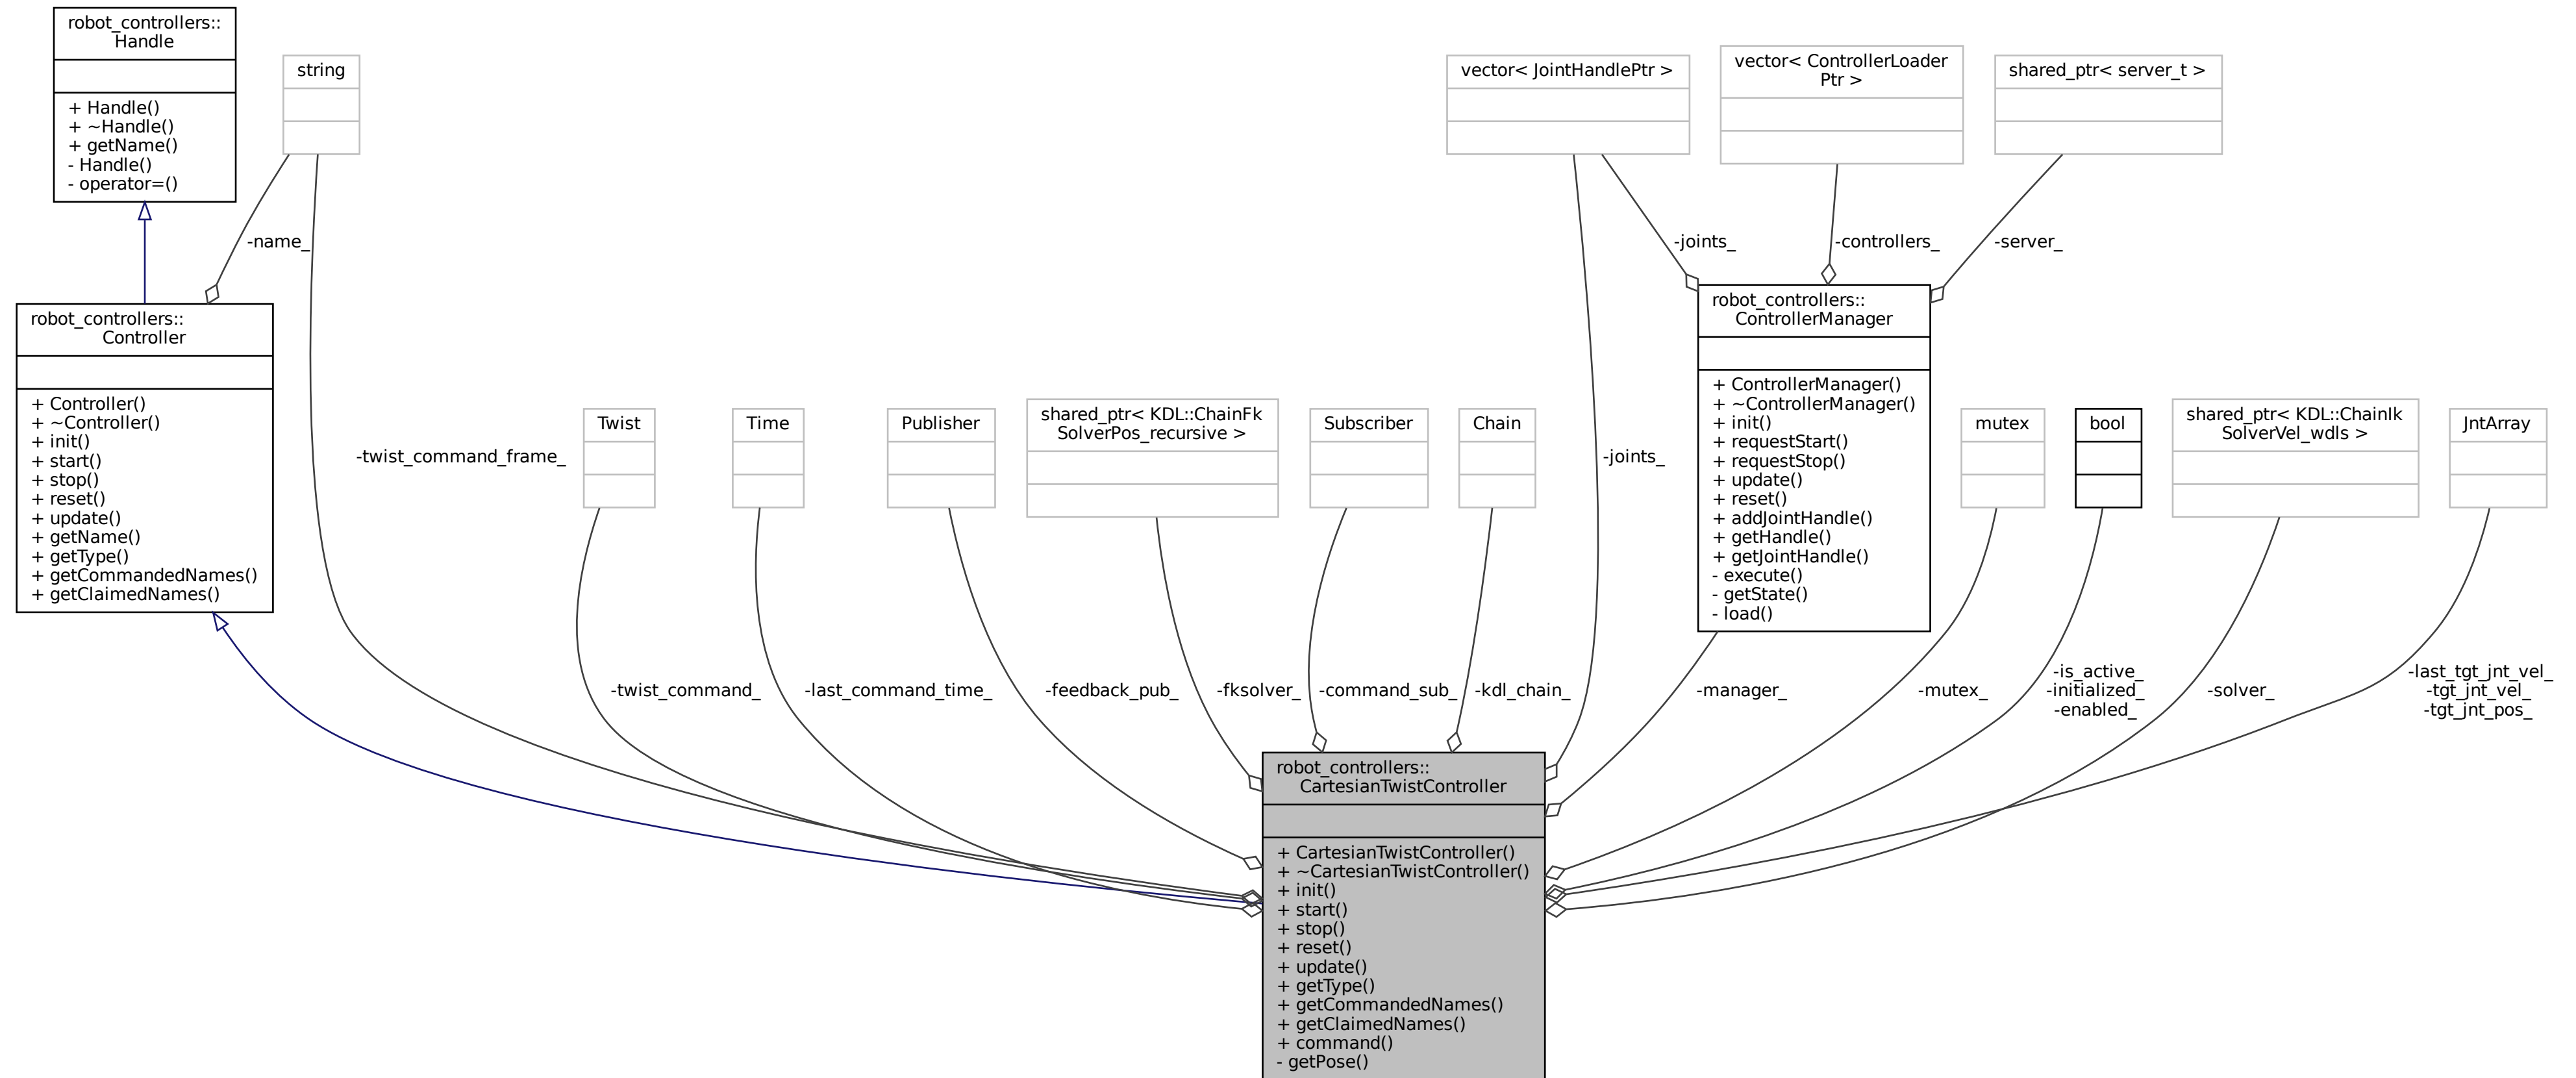 robot_controllers::
Handle
+ Handle()
+ ~Handle()
+ getName()
- Handle()
- operator=()
string
vector< JointHandlePtr >
vector< ControllerLoader
Ptr >
shared_ptr< server_t >
-name_
-joints_
-controllers_
-server_
robot_controllers::
Controller
+ Controller()
+ ~Controller()
+ init()
+ start()
+ stop()
+ reset()
+ update()
+ getName()
+ getType()
+ getCommandedNames()
+ getClaimedNames()
-twist_command_frame_
Twist
Time
Publisher
shared_ptr< KDL::ChainFk
SolverPos_recursive >
Subscriber
Chain
-joints_
robot_controllers::
ControllerManager
+ ControllerManager()
+ ~ControllerManager()
+ init()
+ requestStart()
+ requestStop()
+ update()
+ reset()
+ addJointHandle()
+ getHandle()
+ getJointHandle()
- execute()
- getState()
- load()
mutex
bool
shared_ptr< KDL::ChainIk
SolverVel_wdls >
JntArray
-twist_command_
-last_command_time_
-feedback_pub_
-fksolver_
-command_sub_
-kdl_chain_
-manager_
-mutex_
-is_active_
-initialized_
-enabled_
-solver_
-last_tgt_jnt_vel_
-tgt_jnt_vel_
-tgt_jnt_pos_
robot_controllers::
CartesianTwistController
+ CartesianTwistController()
+ ~CartesianTwistController()
+ init()
+ start()
+ stop()
+ reset()
+ update()
+ getType()
+ getCommandedNames()
+ getClaimedNames()
+ command()
- getPose()